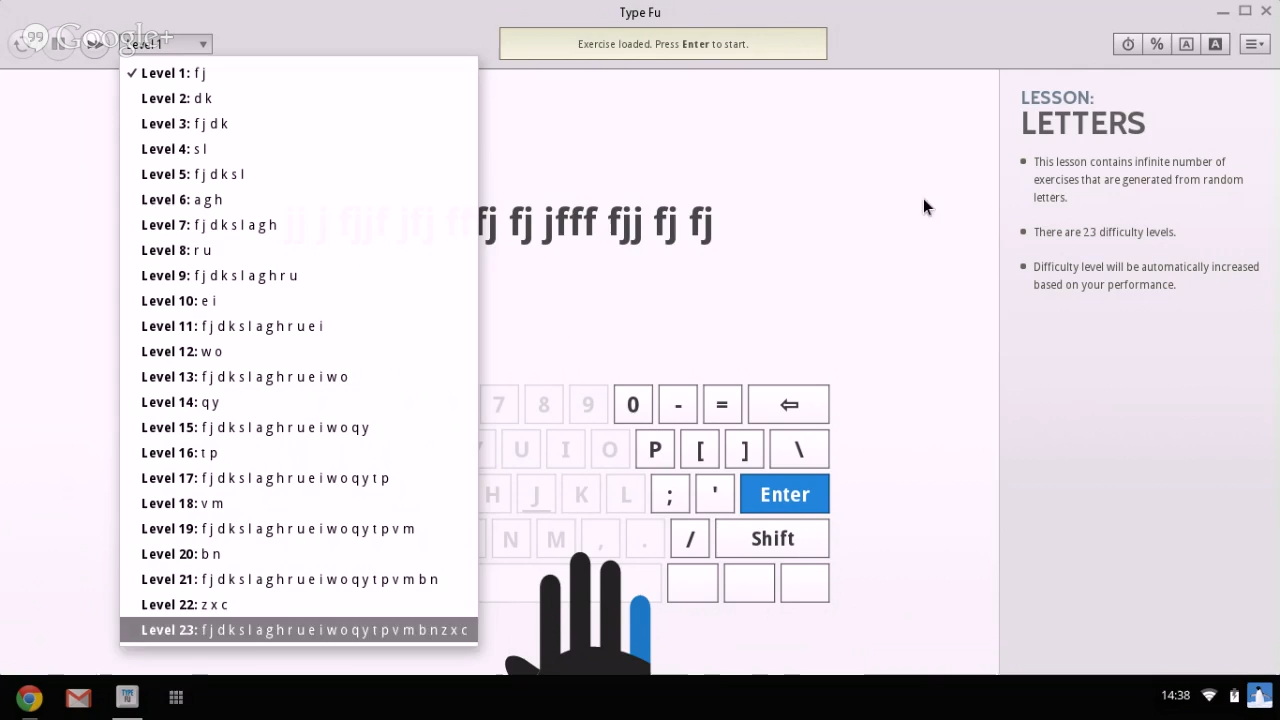 Type Fu
Google+
Level 1
Exercise loaded. Press Enter to start.
% A A
✓ Level 1: f j
Level 2: d k
Level 3: f j d k
Level 4: s l
Level 5: f j d k s l
Level 6: a g h
Level 7: f j d k s l a g h
Level 8: r u
Level 9: f j d k s l a g h r u
Level 10: e i
Level 11: f j d k s l a g h r u e i
Level 12: w o
Level 13: f j d k s l a g h r u e i w o
Level 14: q y
Level 15: f j d k s l a g h r u e i w o q y
Level 16: t p
Level 17: f j d k s l a g h r u e i w o q y t p
Level 18: v m
Level 19: f j d k s l a g h r u e i w o q y t p v m
Level 20: b n
Level 21: f j d k s l a g h r u e i w o q y t p v m b n
Level 22: z x c
Level 23: f j d k s l a g h r u e i w o q y t p v m b n z x c
fj fj jfff fjj fj fj
7 8 9 0 - = ⇦
U I O P [ ] \
H J K L ; ' Enter
N M , . / Shift
LESSON:
LETTERS
This lesson contains infinite number of
exercises that are generated from random
letters.
There are 23 difficulty levels.
Difficulty level will be automatically increased
based on your performance.
TYPE
FU
14:38